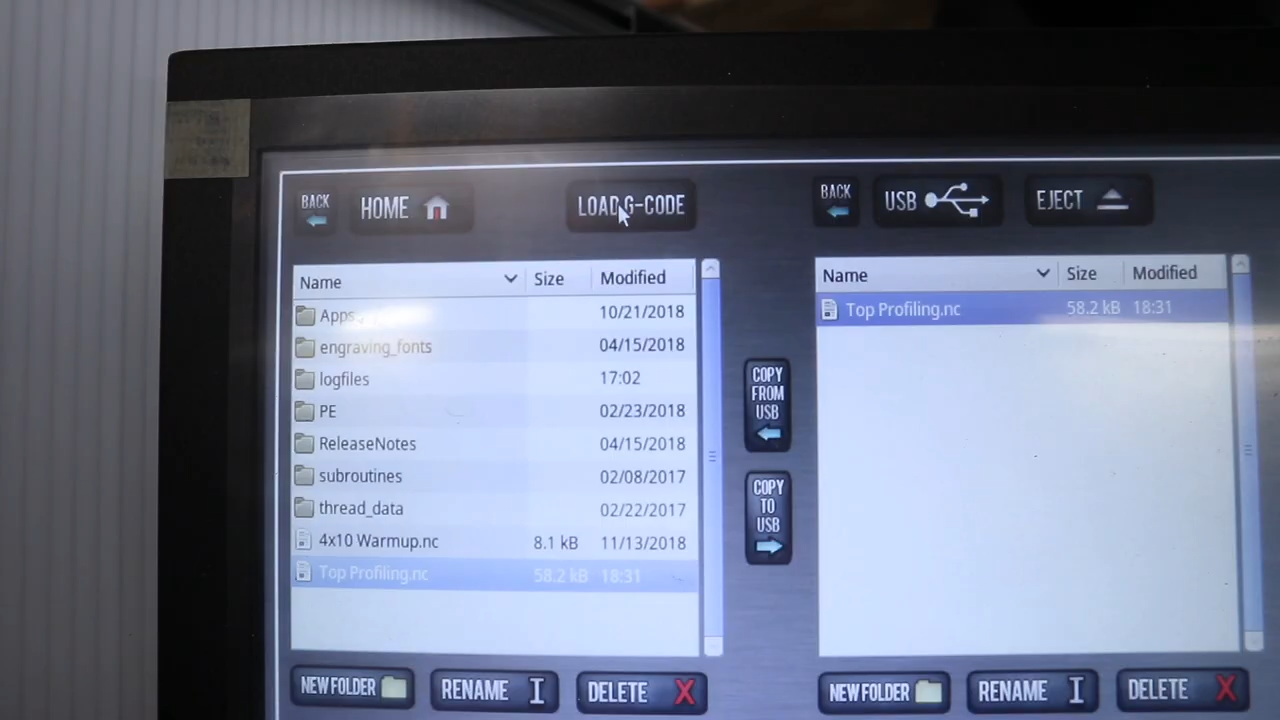 BACK
HOME
LOAD G-CODE
BACK
USB
EJECT
Name Size Modified
Apps 10/21/2018
engraving_fonts 04/15/2018
logfiles 17:02
PE 02/23/2018
ReleaseNotes 04/15/2018
subroutines 02/08/2017
thread_data 02/22/2017
4x10 Warmup.nc 8.1 kB 11/13/2018
Top Profiling.nc 58.2 kB 18:31
COPY
FROM
USB
COPY
TO
USB
Name Size Modified
Top Profiling.nc 58.2 kB 18:31
NEW FOLDER
RENAME
DELETE
NEW FOLDER
RENAME
DELETE